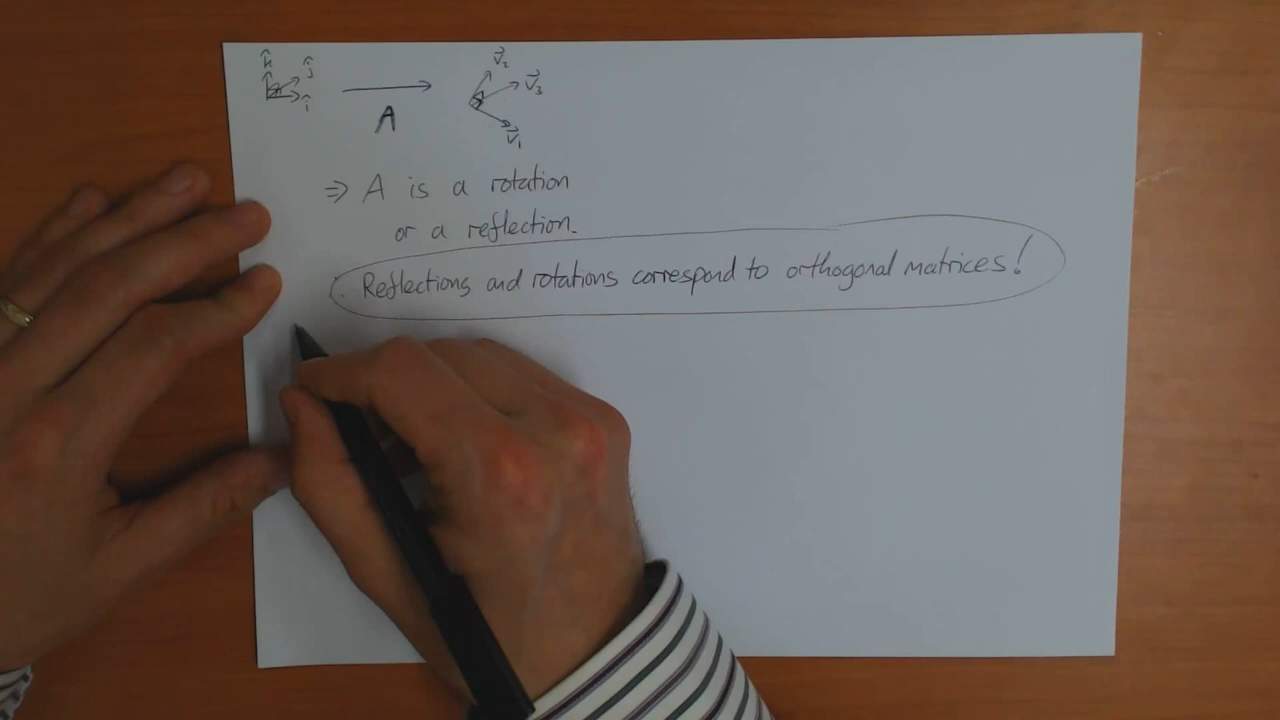 k̂ ĵ î
A
v⃗₂ v⃗₃ v⃗₁
⇒ A is a rotation
or a reflection.
Reflections and rotations correspond to orthogonal matrices!